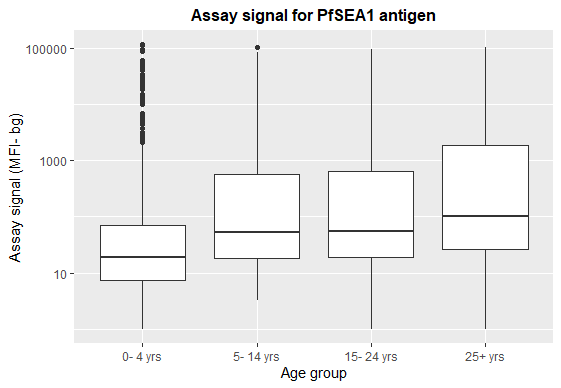 Assay signal for PfSEA1 antigen
100000
1000
10
Assay signal (MFI- bg)
0- 4 yrs
5- 14 yrs
15- 24 yrs
25+ yrs
Age group